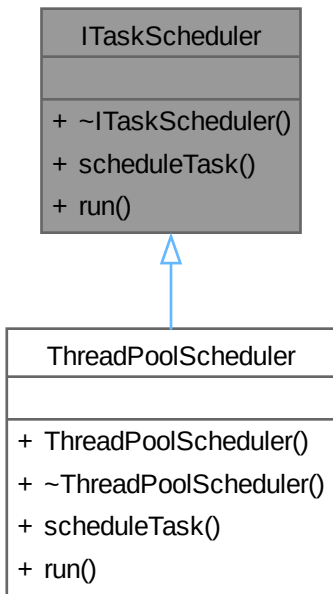 ITaskScheduler
+ ~ITaskScheduler()
+ scheduleTask()
+ run()
ThreadPoolScheduler
+ ThreadPoolScheduler()
+ ~ThreadPoolScheduler()
+ scheduleTask()
+ run()